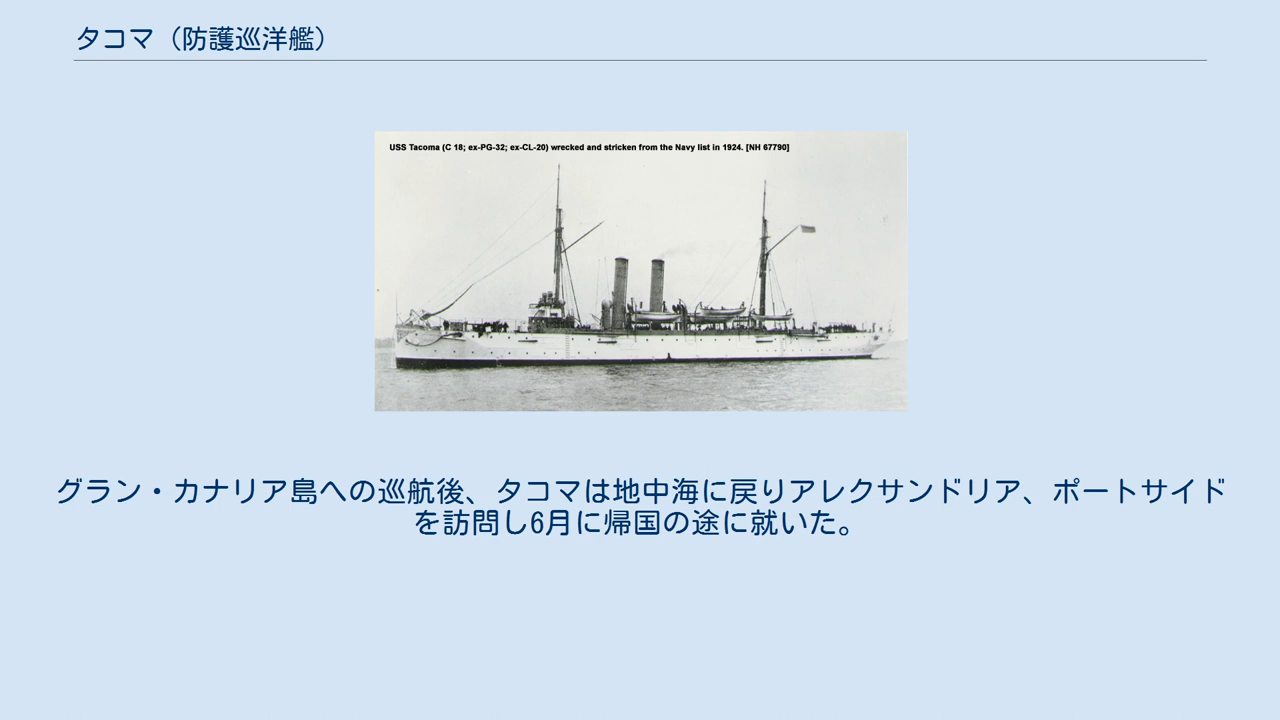 タコマ（防護巡洋艦）
USS Tacoma (C 18; ex-PG-32; ex-CL-20) wrecked and stricken from the Navy list in 1924. [NH 67790]
グラン・カナリア島への巡航後、タコマは地中海に戻りアレクサンドリア、ポートサイド
を訪問し6月に帰国の途に就いた。